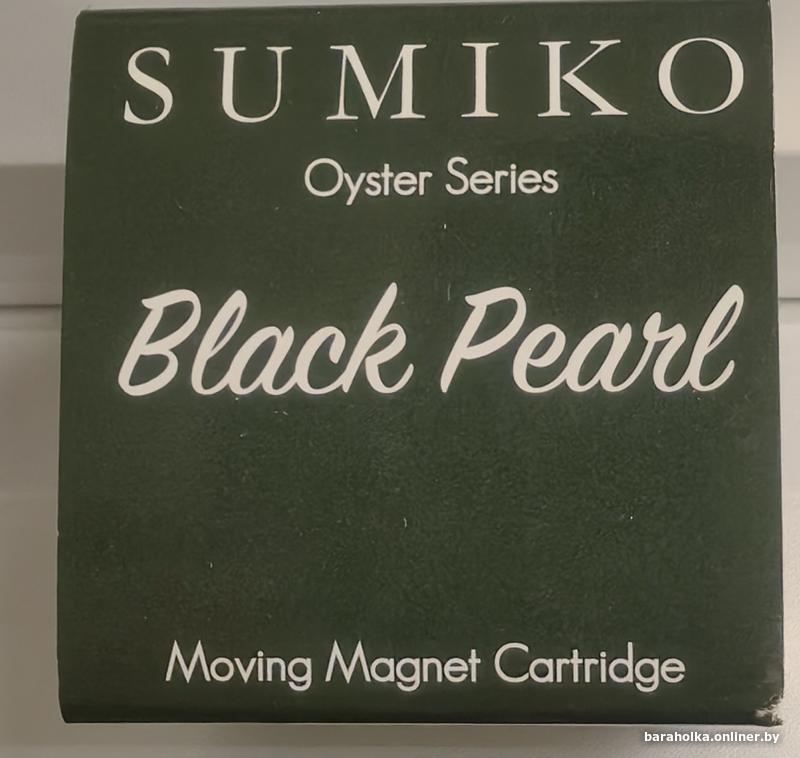 SUMIKO
Oyster Series
Black Pearl
Moving Magnet Cartridge
baraholka.onliner.by